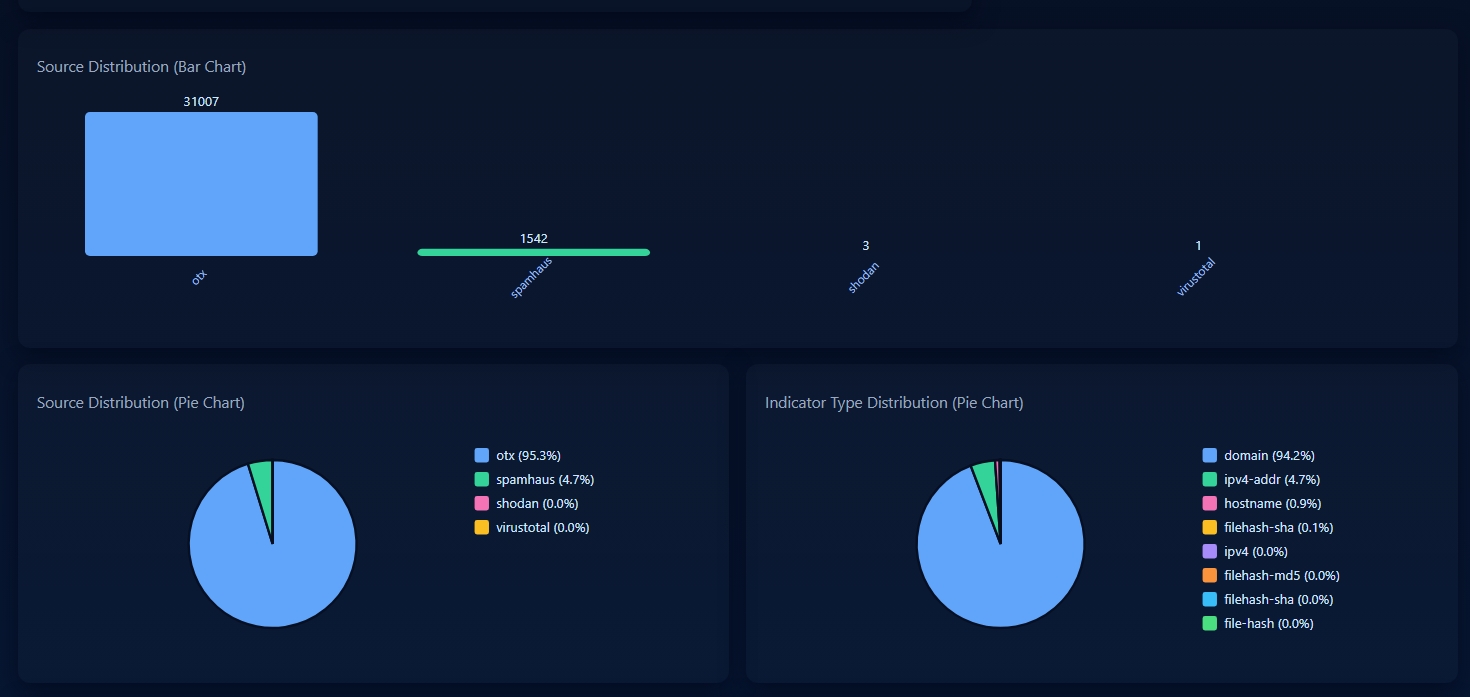 Source Distribution (Bar Chart)
31007
1542
3
1
otx
spamhaus
shodan
virustotal
Source Distribution (Pie Chart)
otx (95.3%)
spamhaus (4.7%)
shodan (0.0%)
virustotal (0.0%)
Indicator Type Distribution (Pie Chart)
domain (94.2%)
ipv4-addr (4.7%)
hostname (0.9%)
filehash-sha (0.1%)
ipv4 (0.0%)
filehash-md5 (0.0%)
filehash-sha (0.0%)
file-hash (0.0%)